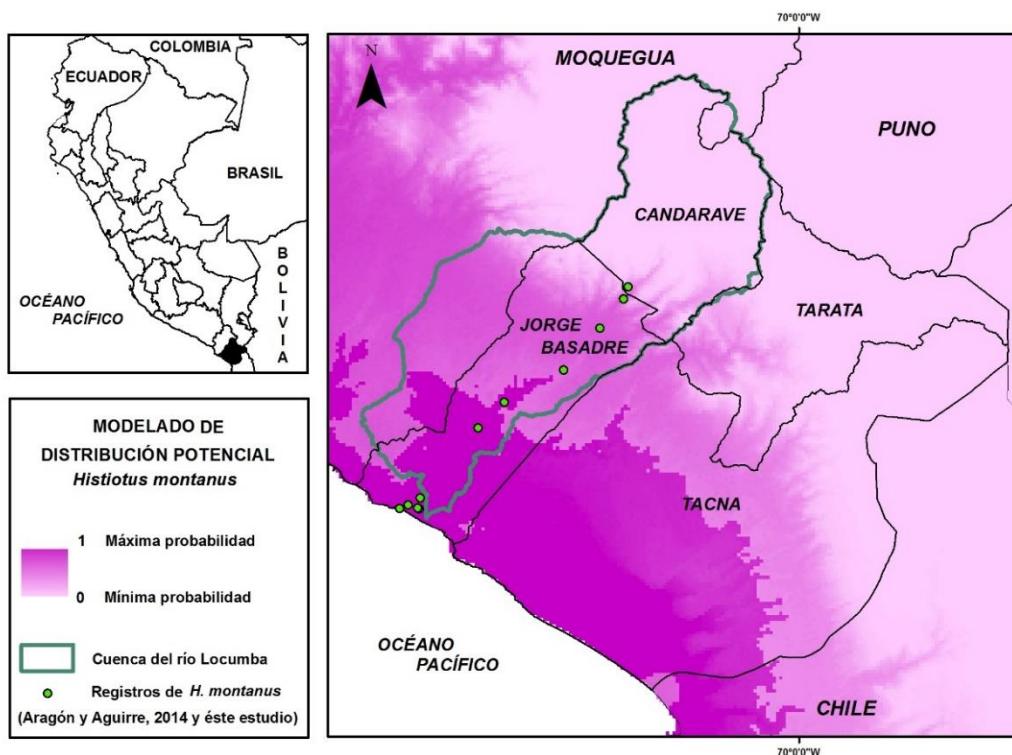 COLOMBIA
ECUADOR
BRASIL
BOLIVIA
OCÉANO
PACÍFICO
MODELADO DE
DISTRIBUCIÓN POTENCIAL
Histiotus montanus
1 Máxima probabilidad
0 Mínima probabilidad
Cuenca del río Locumba
Registros de H. montanus
(Aragón y Aguirre, 2014 y éste estudio)
70°0'0"W
N
MOQUEGUA
PUNO
CANDARAVE
TARATA
JORGE
BASADRE
TACNA
OCÉANO
PACÍFICO
CHILE
70°0'0"W